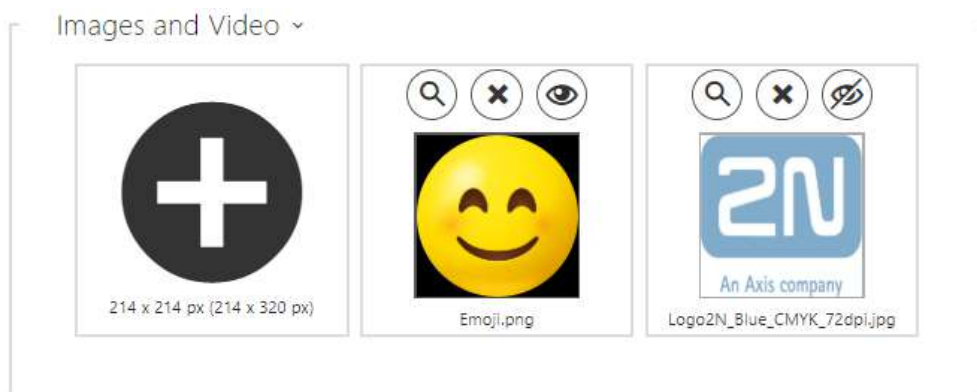 Images and Video
214 x 214 px (214 x 320 px)
2N
An Axis company
Emoji.png
Logo2N_Blue_CMYK_72dpi.jpg